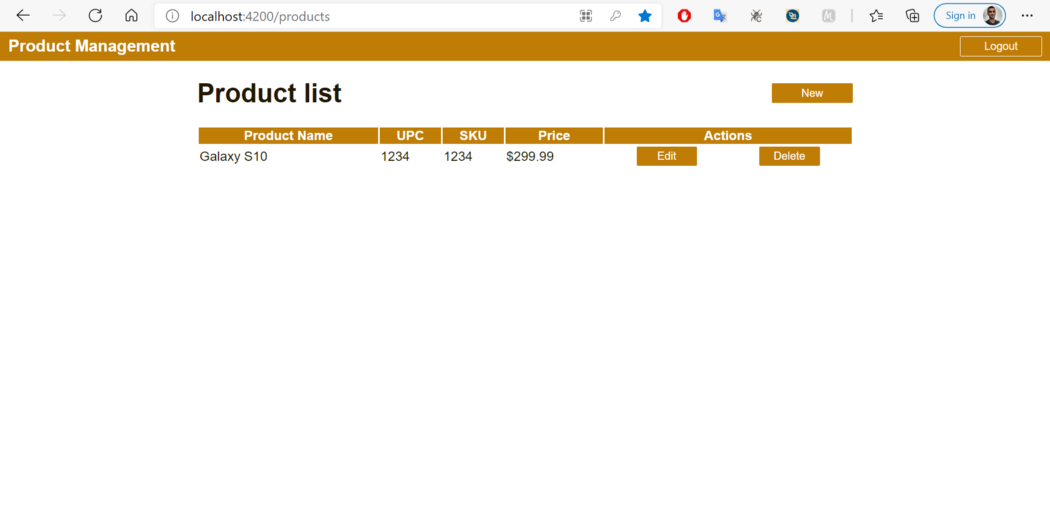 localhost:4200/products
Sign in
Product Management
Logout
Product list
New
Product Name UPC SKU Price Actions
Galaxy S10 1234 1234 $299.99 Edit Delete